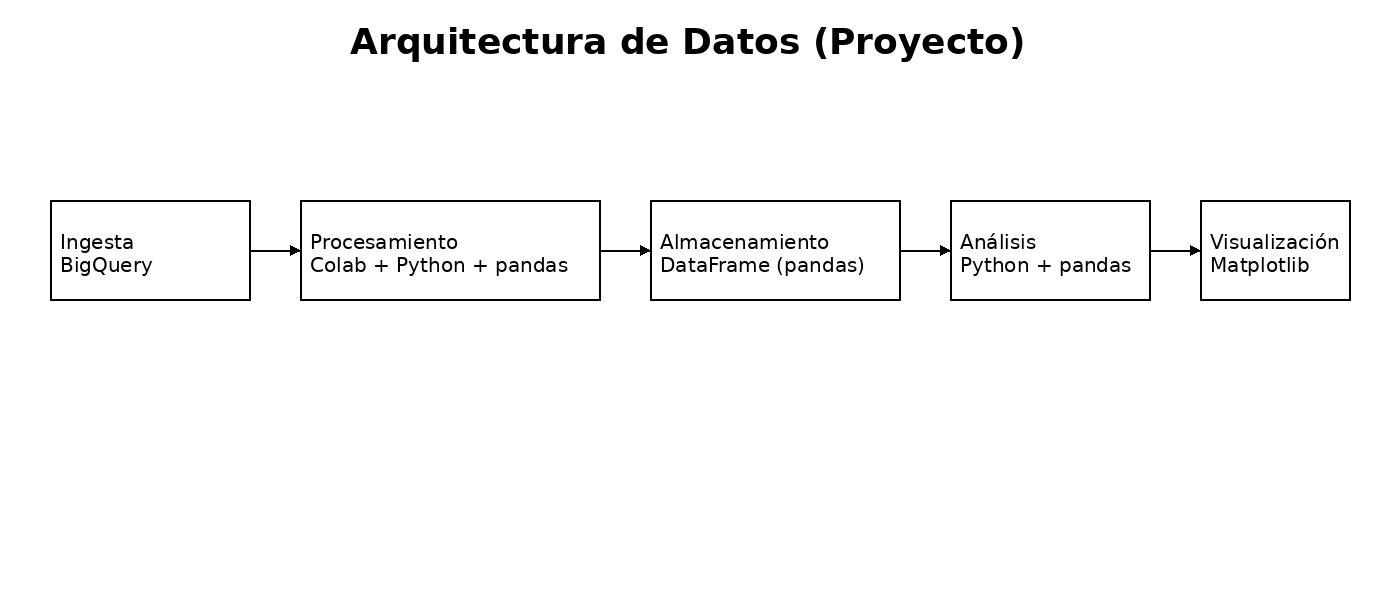 Arquitectura de Datos (Proyecto)
Ingesta
BigQuery
Procesamiento
Colab + Python + pandas
Almacenamiento
DataFrame (pandas)
Análisis
Python + pandas
Visualización
Matplotlib